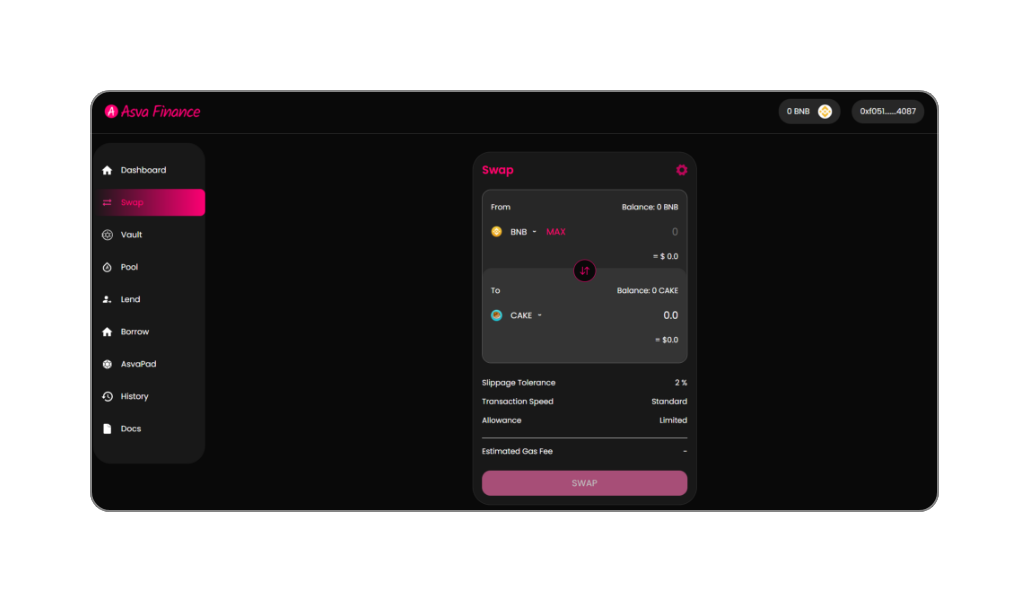 A Asva Finance
0 BNB
0xf051......4087
Dashboard
Swap
Vault
Pool
Lend
Borrow
AsvaPad
History
Docs
Swap
From Balance: 0 BNB
BNB MAX 0
= $ 0.0
To Balance: 0 CAKE
CAKE 0.0
= $0.0
Slippage Tolerance 2 %
Transaction Speed Standard
Allowance Limited
Estimated Gas Fee -
SWAP